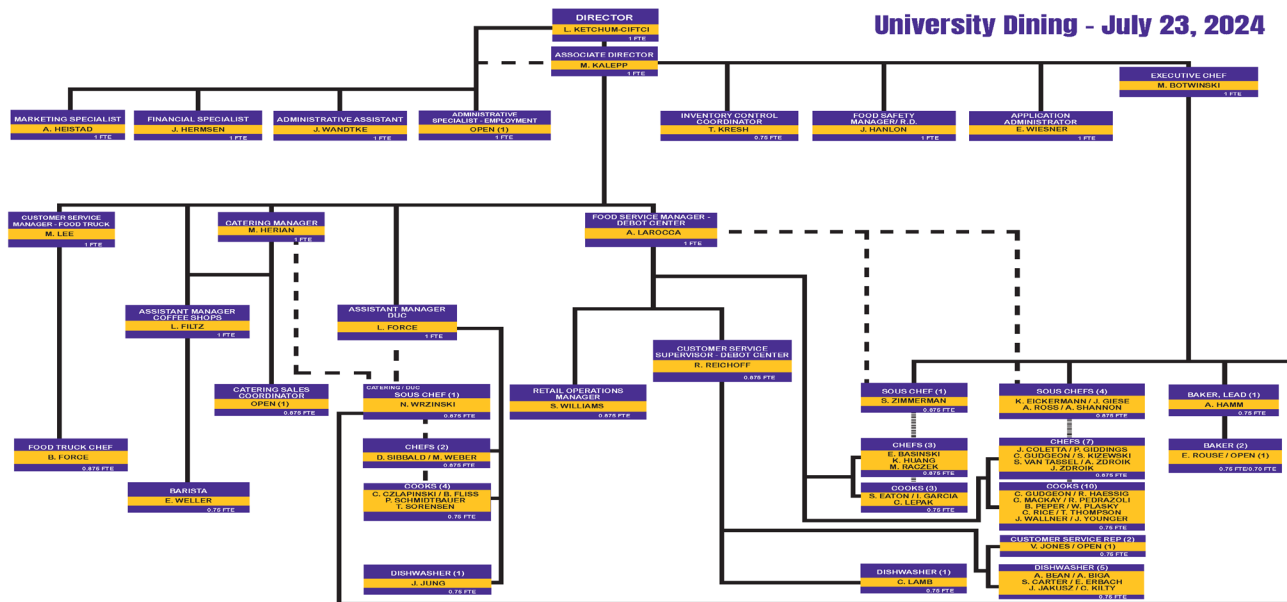 University Dining - July 23, 2024
DIRECTOR
L. KETCHUM-CIFTCI
1 FTE
ASSOCIATE DIRECTOR
M. KALEPP
1 FTE
EXECUTIVE CHEF
M. BOTWINSKI
1 FTE
MARKETING SPECIALIST
A. HEISTAD
1 FTE
FINANCIAL SPECIALIST
J. HERMSEN
1 FTE
ADMINISTRATIVE ASSISTANT
J. WANDTKE
1 FTE
ADMINISTRATIVE
SPECIALIST - EMPLOYMENT
OPEN (1)
1 FTE
INVENTORY CONTROL
COORDINATOR
T. KRESH
0.75 FTE
FOOD SAFETY
MANAGER/ R.D.
J. HANLON
1 FTE
APPLICATION
ADMINISTRATOR
E. WIESNER
1 FTE
CUSTOMER SERVICE
MANAGER - FOOD TRUCK
M. LEE
1 FTE
CATERING MANAGER
M. HERIAN
1 FTE
FOOD SERVICE MANAGER -
DEBOT CENTER
A. LAROCCA
1 FTE
ASSISTANT MANAGER
COFFEE SHOPS
L. FILTZ
1 FTE
ASSISTANT MANAGER
DUC
L. FORCE
1 FTE
CUSTOMER SERVICE
SUPERVISOR - DEBOT CENTER
R. REICHOFF
0.875 FTE
CATERING SALES
COORDINATOR
OPEN (1)
0.875 FTE
CATERING / DUC
SOUS CHEF (1)
N. WRZINSKI
0.875 FTE
RETAIL OPERATIONS
MANAGER
S. WILLIAMS
0.875 FTE
SOUS CHEF (1)
S. ZIMMERMAN
0.875 FTE
SOUS CHEFS (4)
K. EICKERMANN / J. GIESE
A. ROSS / A. SHANNON
0.875 FTE
BAKER, LEAD (1)
A. HAMM
0.75 FTE
FOOD TRUCK CHEF
B. FORCE
0.875 FTE
CHEFS (2)
D. SIBBALD / M. WEBER
0.875 FTE
CHEFS (3)
E. BASINSKI
K. HUANG
M. RACZEK
0.875 FTE
CHEFS (7)
J. COLETTA / P. GIDDINGS
C. GUDGEON / S. KIZEWSKI
S. VAN TASSEL / A. ZDROIK
J. ZDROIK
0.875 FTE
BAKER (2)
E. ROUSE / OPEN (1)
0.75 FTE/0.70 FTE
BARISTA
E. WELLER
0.75 FTE
COOKS (4)
C. CZLAPINSKI / B. FLISS
P. SCHMIDTBAUER
T. SORENSEN
0.75 FTE
COOKS (3)
S. EATON / I. GARCIA
C. LEPAK
0.75 FTE
COOKS (10)
C. GUDGEON / R. HAESSIG
C. MACKAY / R. PEDRAZOLI
B. PEPER / W. PLASKY
C. RICE / T. THOMPSON
J. WALLNER / J. YOUNGER
0.75 FTE
CUSTOMER SERVICE REP (2)
V. JONES / OPEN (1)
0.75 FTE
DISHWASHER (1)
J. JUNG
0.75 FTE
DISHWASHER (1)
C. LAMB
0.75 FTE
DISHWASHER (5)
A. BEAN / A. BIGA
S. CARTER / E. ERBACH
J. JAKUSZ / C. KILTY
0.75 FTE